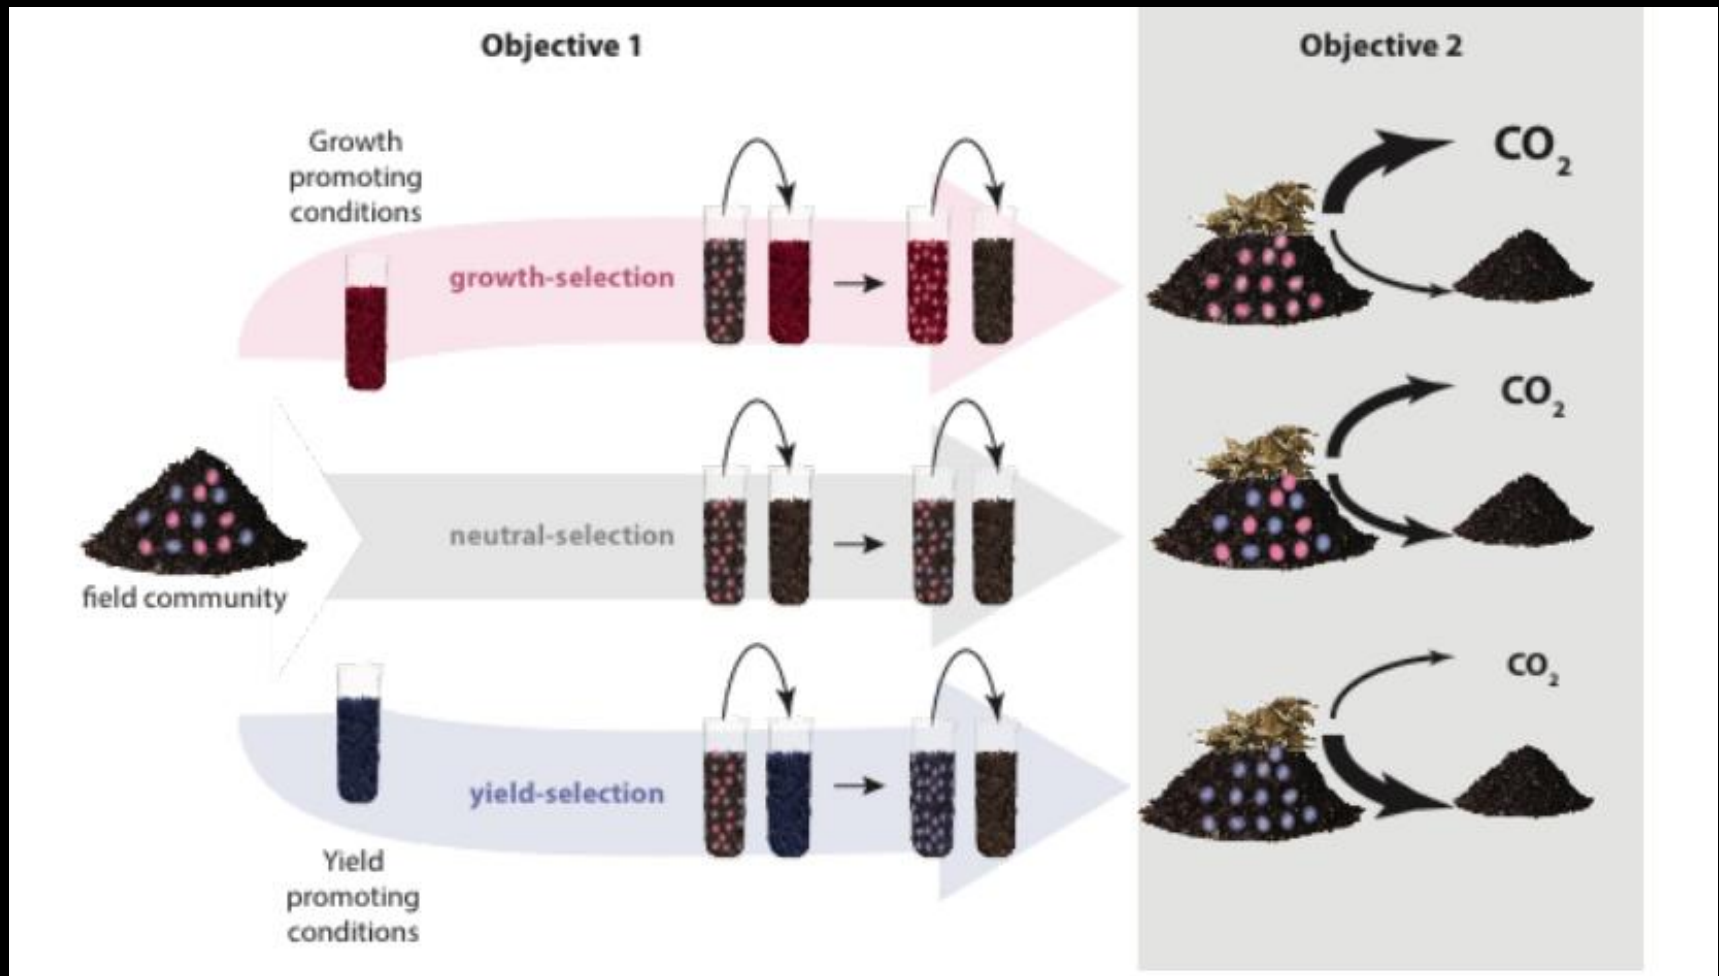 Objective 1
Objective 2
Growth
promoting
conditions
growth-selection
CO₂
field community
neutral-selection
CO₂
yield-selection
CO₂
Yield
promoting
conditions